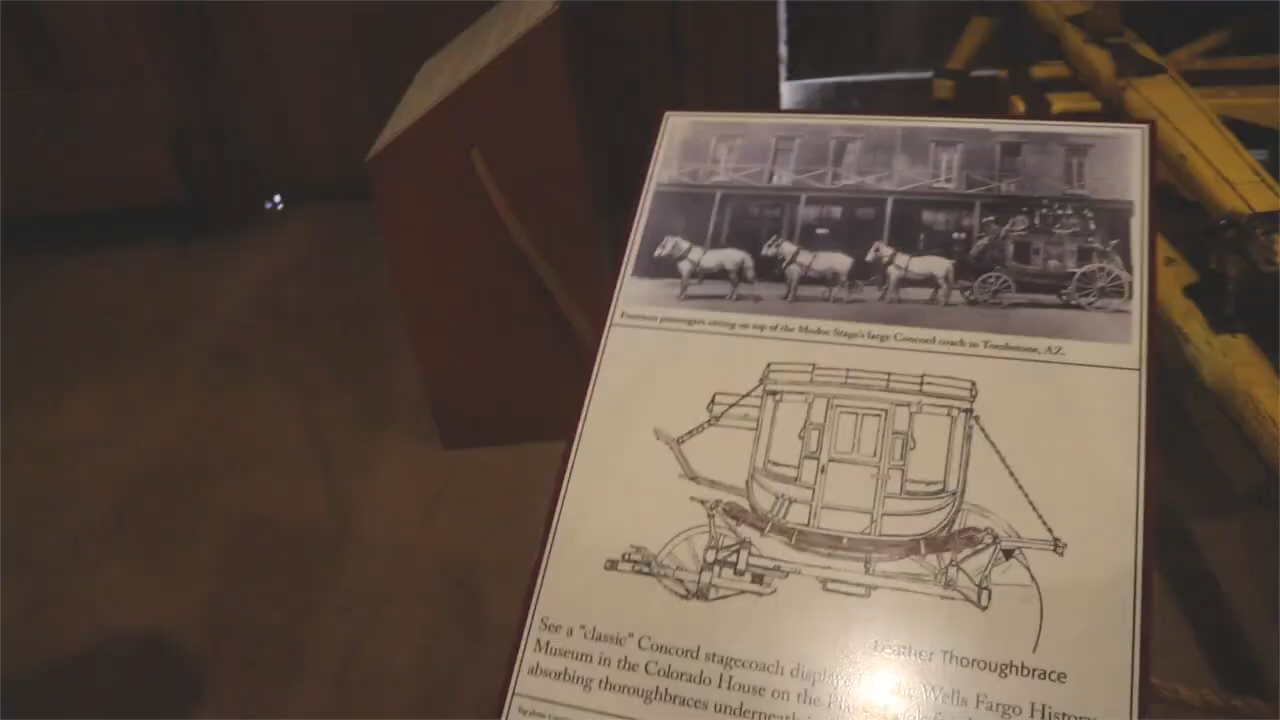 Fourteen passengers sitting on top of the Modoc Stage's large Concord coach in Tombstone, AZ.
Leather Thoroughbrace
See a "classic" Concord stagecoach displayed the Wells Fargo History
Museum in the Colorado House on the
absorbing thoroughbraces underneath